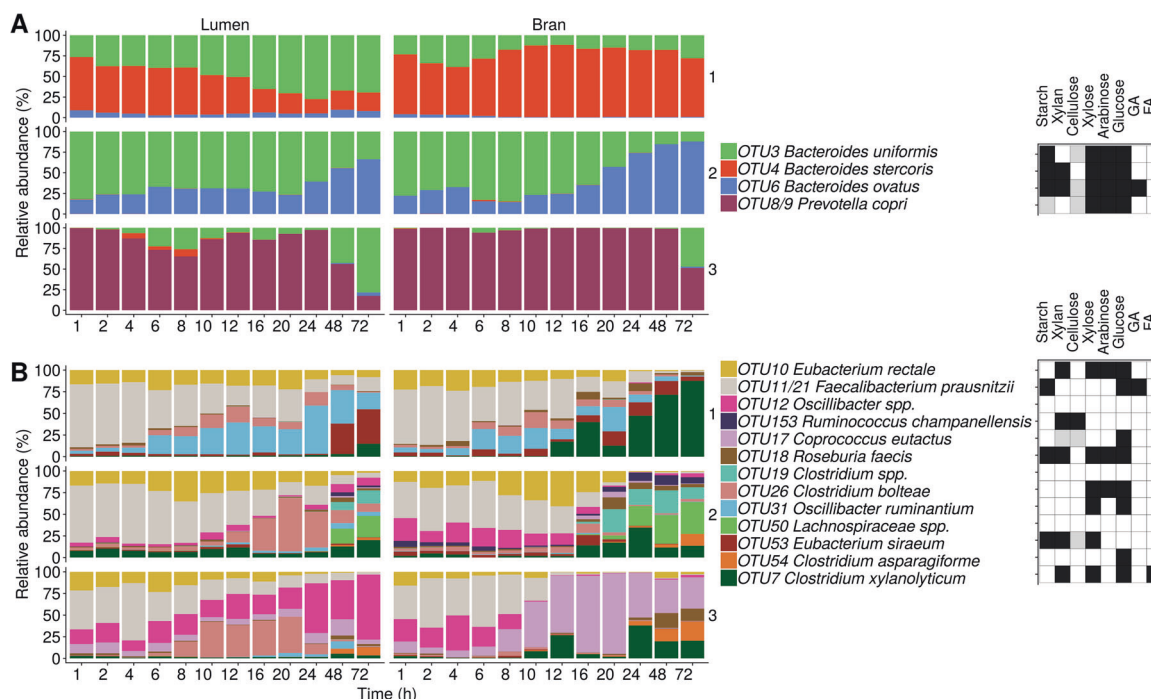 A
Lumen
Bran
Relative abundance (%)
100
75
50
25
0
1
100
75
50
25
0
2
100
75
50
25
0
3
1 2 4 6 8 10 12 16 20 24 48 72
1 2 4 6 8 10 12 16 20 24 48 72
OTU3 Bacteroides uniformis
OTU4 Bacteroides stercoris
OTU6 Bacteroides ovatus
OTU8/9 Prevotella copri
Starch
Xylan
Cellulose
Xylose
Arabinose
Glucose
GA
FA
B
Relative abundance (%)
100
75
50
25
0
1
100
75
50
25
0
2
100
75
50
25
0
3
1 2 4 6 8 10 12 16 20 24 48 72
1 2 4 6 8 10 12 16 20 24 48 72
Time (h)
OTU10 Eubacterium rectale
OTU11/21 Faecalibacterium prausnitzii
OTU12 Oscillibacter spp.
OTU153 Ruminococcus champanellensis
OTU17 Coprococcus eutactus
OTU18 Roseburia faecis
OTU19 Clostridium spp.
OTU26 Clostridium bolteae
OTU31 Oscillibacter ruminantium
OTU50 Lachnospiraceae spp.
OTU53 Eubacterium siraeum
OTU54 Clostridium asparagiforme
OTU7 Clostridium xylanolyticum
Starch
Xylan
Cellulose
Xylose
Arabinose
Glucose
GA
FA